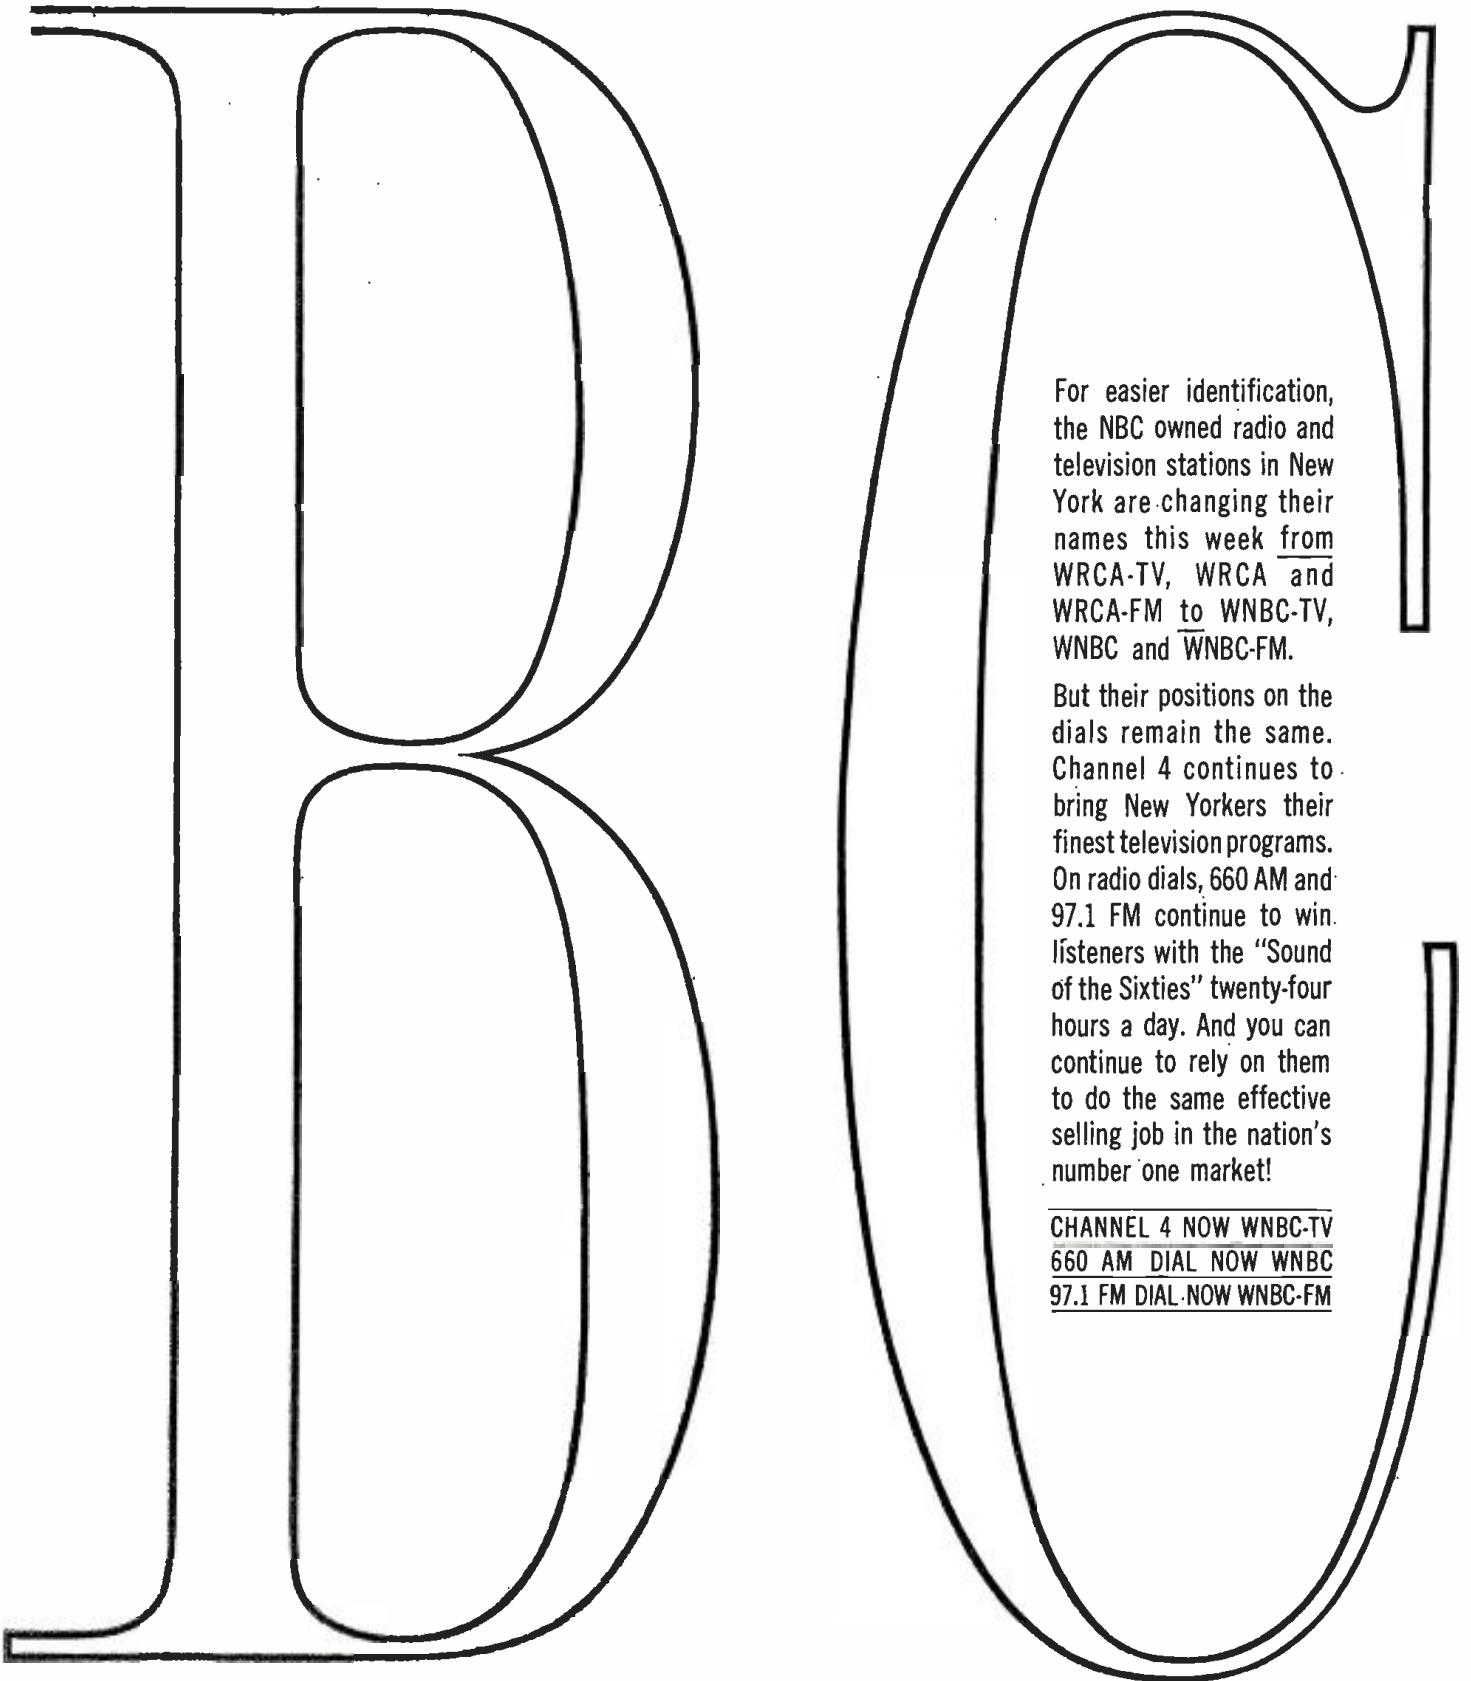 BC
For easier identification,
the NBC owned radio and
television stations in New
York are changing their
names this week from
WRCA-TV, WRCA and
WRCA-FM to WNBC-TV,
WNBC and WNBC-FM.
But their positions on the
dials remain the same.
Channel 4 continues to
bring New Yorkers their
finest television programs.
On radio dials, 660 AM and
97.1 FM continue to win
listeners with the “Sound
of the Sixties” twenty-four
hours a day. And you can
continue to rely on them
to do the same effective
selling job in the nation's
number one market!
CHANNEL 4 NOW WNBC-TV
660 AM DIAL NOW WNBC
97.1 FM DIAL NOW WNBC-FM